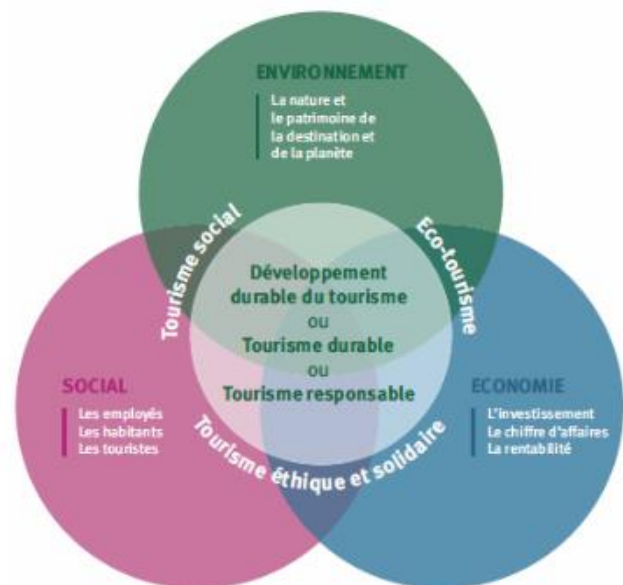 ENVIRONNEMENT
La nature et
le patrimoine de
la destination et
de la planète
Tourisme social
Eco-tourisme
Développement
durable du tourisme
ou
Tourisme durable
ou
Tourisme responsable
SOCIAL
Les employés
Les habitants
Les touristes
ECONOMIE
L'investissement
Le chiffre d'affaires
La rentabilité
Tourisme éthique et solidaire